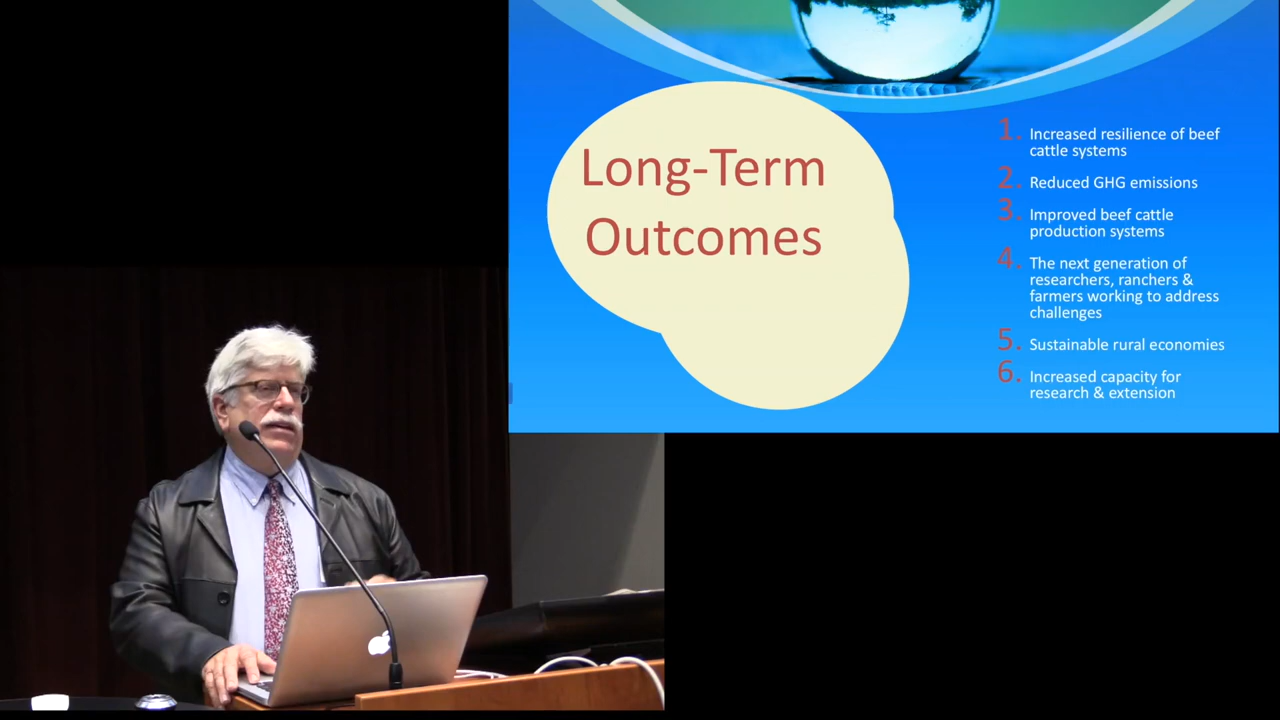 Long-Term
Outcomes
1. Increased resilience of beef
cattle systems
2. Reduced GHG emissions
3. Improved beef cattle
production systems
4. The next generation of
researchers, ranchers &
farmers working to address
challenges
5. Sustainable rural economies
6. Increased capacity for
research & extension